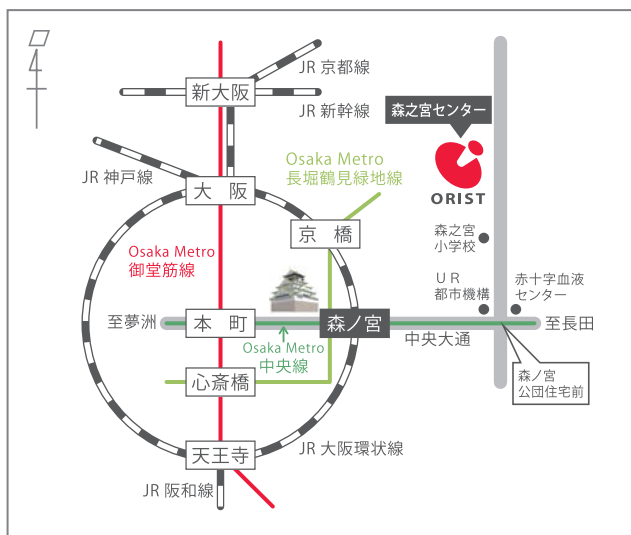 JR 京都線
新大阪
JR 新幹線
森之宮センター
ORIST
Osaka Metro
長堀鶴見緑地線
JR 神戸線
大 阪
京 橋
森之宮
小学校
Osaka Metro
御堂筋線
UR
都市機構
赤十字血液
センター
至夢洲
本 町
森ノ宮
至長田
中央大通
Osaka Metro
中央線
心斎橋
森ノ宮
公団住宅前
天王寺
JR 大阪環状線
JR 阪和線